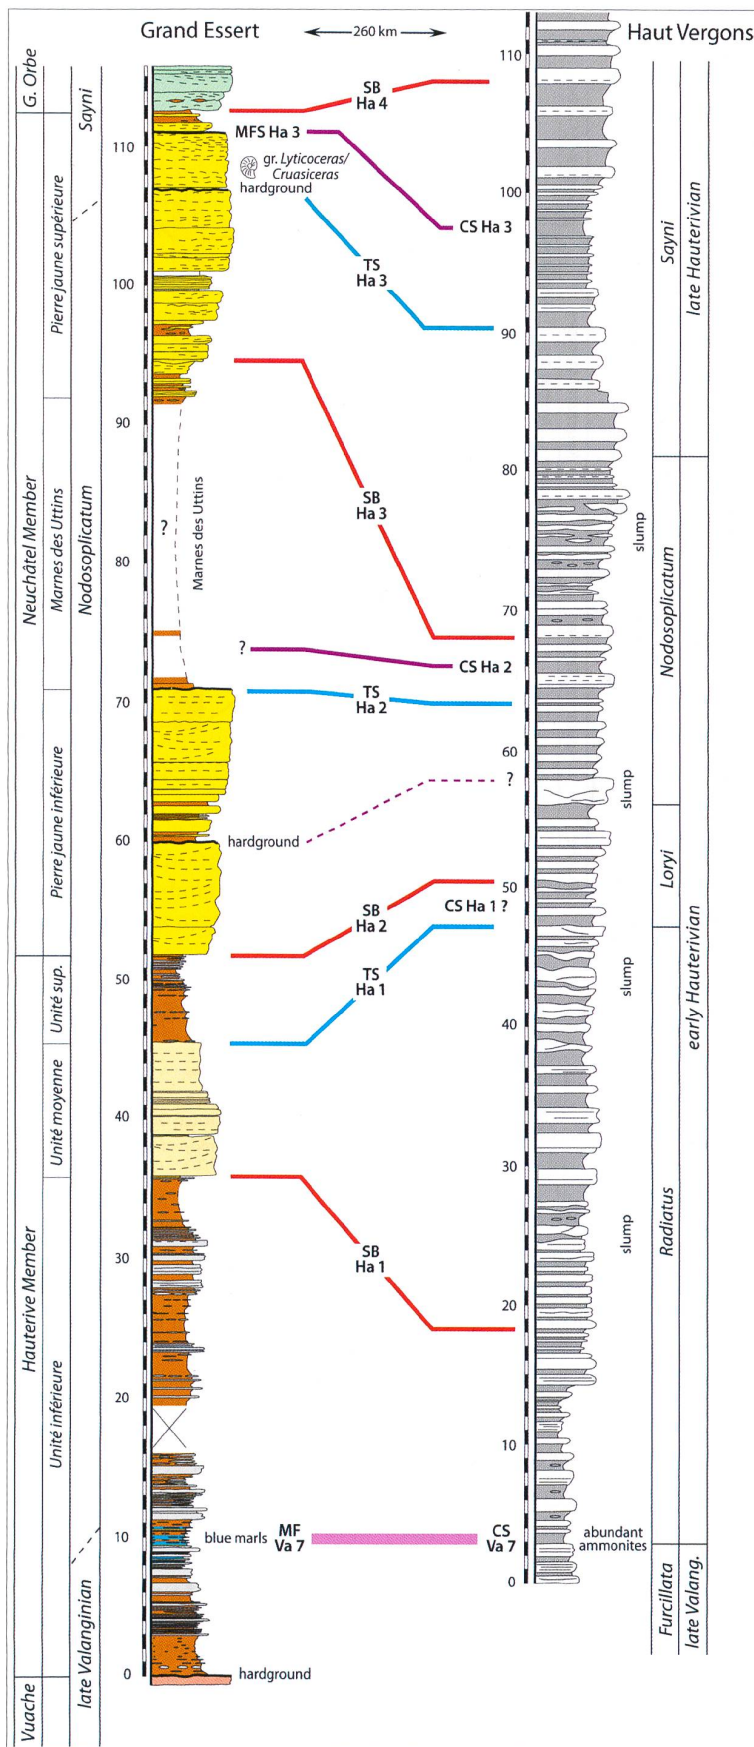 Grand Essert
260 km
Haut Vergons
G. Orbe
Neuchâtel Member
Hauterive Member
Vuache
Pierre jaune supérieure
Marnes des Uttins
Pierre jaune inférieure
Unité sup.
Unité moyenne
Unité inférieure
Sayni
Nodosoplicatum
late Valanginian
110
100
90
80
70
60
50
40
30
20
10
0
?
Marnes des Uttins
SB
Ha 4
MFS Ha 3
gr. Lyticoceras/
Cruasiceras
hardground
CS Ha 3
TS
Ha 3
SB
Ha 3
?
CS Ha 2
TS
Ha 2
?
hardground
SB
Ha 2
CS Ha 1 ?
TS
Ha 1
SB
Ha 1
blue marls
MF
Va 7
CS
Va 7
abundant
ammonites
hardground
110
100
90
80
70
60
50
40
30
20
10
0
slump
slump
slump
slump
Sayni
Nodosoplicatum
Loryi
Radiatus
Furcillata
late Hauterivian
early Hauterivian
late Valang.